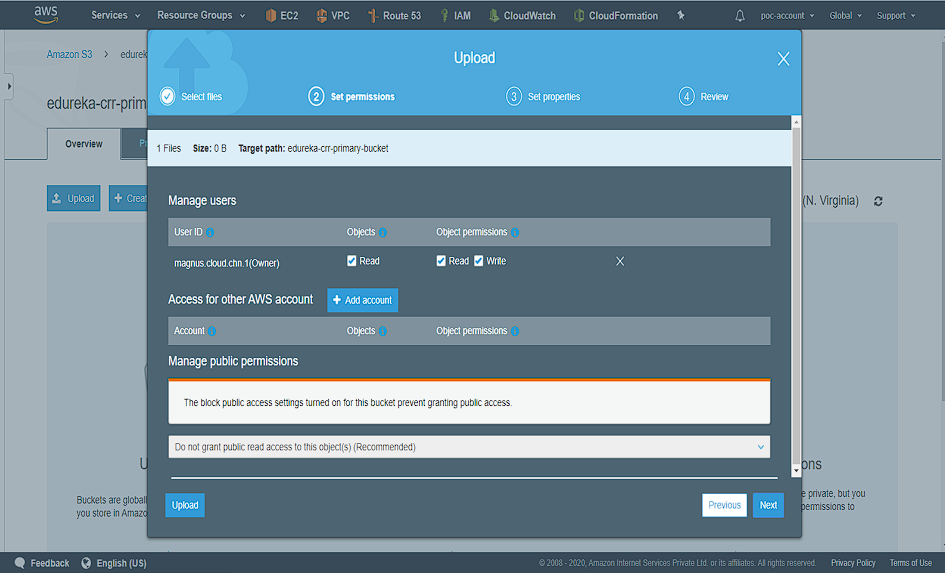 aws Services Resource Groups EC2 VPC Route 53 IAM CloudWatch CloudFormation poc-account Global Support
Amazon S3 edurek
edureka-crr-prim
Overview
Upload
Creat
(N. Virginia)
Upload
Select files 2 Set permissions 3 Set properties 4 Review
1 Files Size: 0 B Target path: edureka-crr-primary-bucket
Manage users
User ID Objects Object permissions
magnus.cloud.chn.1(Owner) Read Read Write
Access for other AWS account Add account
Account Objects Object permissions
Manage public permissions
The block public access settings turned on for this bucket prevent granting public access.
Do not grant public read access to this object(s) (Recommended)
Upload Previous Next
U
Buckets are globall
you store in Amazo
ons
e private, but you
permissions to
Feedback English (US) © 2008 - 2020, Amazon Internet Services Private Ltd. or its affiliates. All rights reserved. Privacy Policy Terms of Use